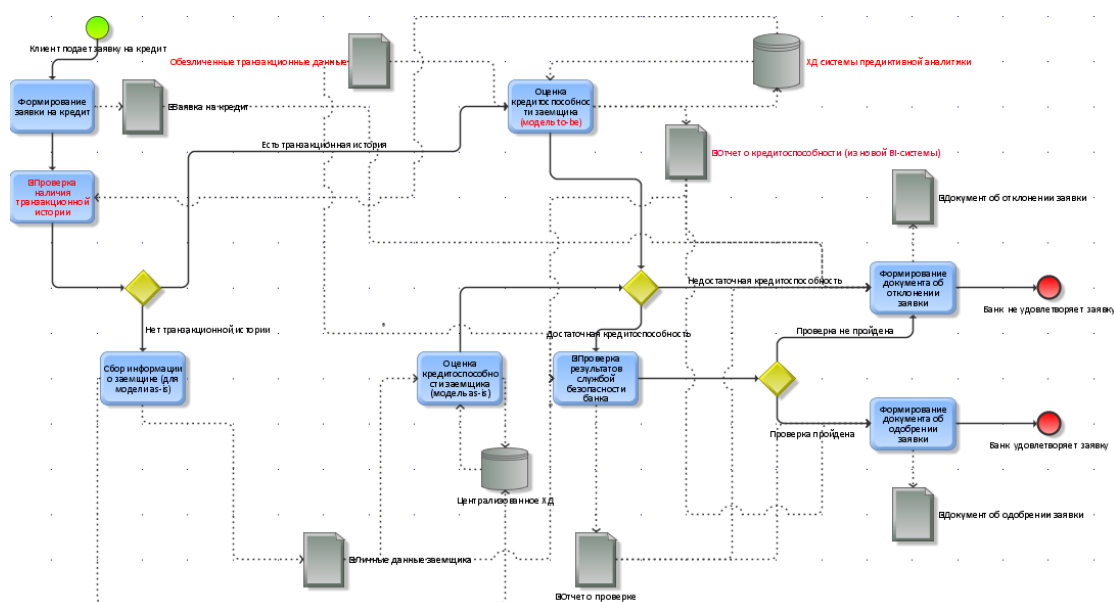 Клиент подает заявку на кредит
Обезличенные транзакционные данные
ХД системы предиктивной аналитики
Формирование
заявки на кредит
Заявка на кредит
Оценка
кредитоспособнос
ти заемщика
(модель to-be)
Есть транзакционная история
Отчет о кредитоспособности (из новой BI-системы)
Проверка
наличия
транзакционной
истории
Документ об отклонении заявки
Недостаточная кредитоспособность
Формирование
документа об
отклонении
заявки
Банк не удовлетворяет заявку
Нет транзакционной истории
Достаточная кредитоспособность
Проверка не пройдена
Сбор информации
о заемщике (для
модели as-is)
Оценка
кредитоспособно
сти заемщика
(модель as-is)
Проверка
результатов
службой
безопасности
банка
Формирование
документа об
одобрении
заявки
Проверка пройдена
Банк удовлетворяет заявку
Централизованное ХД
Документ об одобрении заявки
Личные данные заемщика
Отчет о проверке